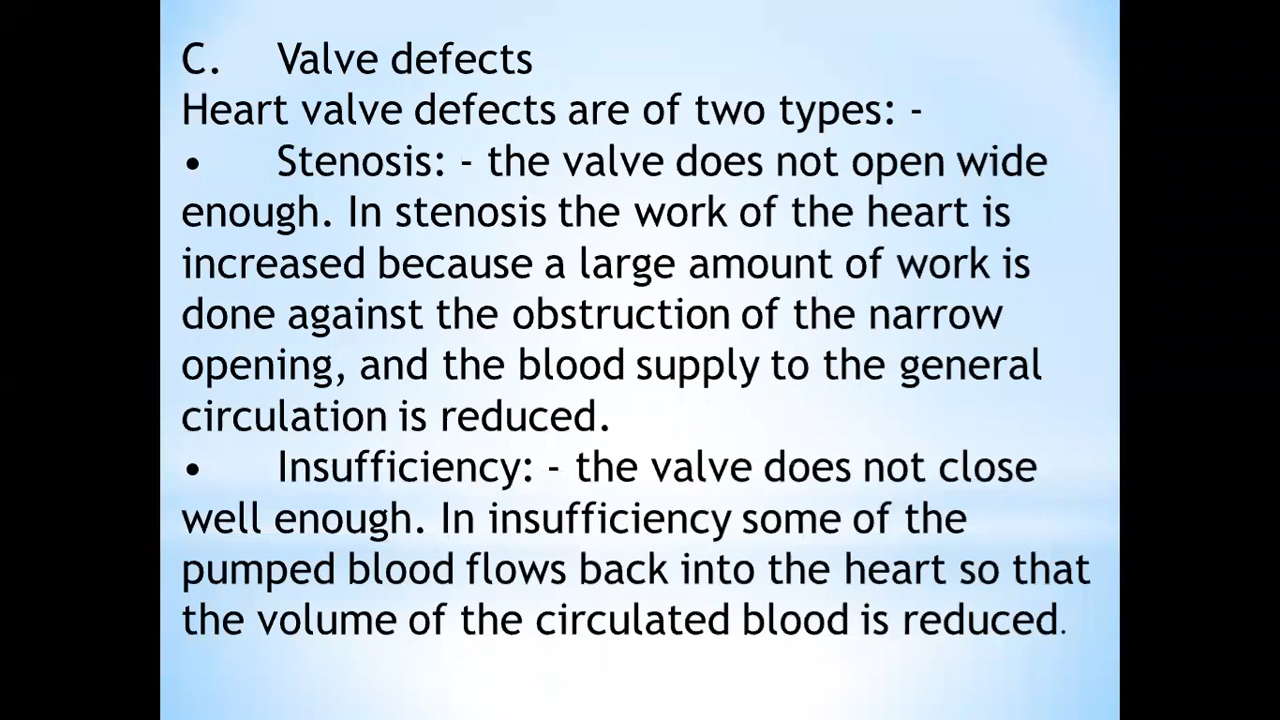 C. Valve defects
Heart valve defects are of two types: -
• Stenosis: - the valve does not open wide
enough. In stenosis the work of the heart is
increased because a large amount of work is
done against the obstruction of the narrow
opening, and the blood supply to the general
circulation is reduced.
• Insufficiency: - the valve does not close
well enough. In insufficiency some of the
pumped blood flows back into the heart so that
the volume of the circulated blood is reduced.